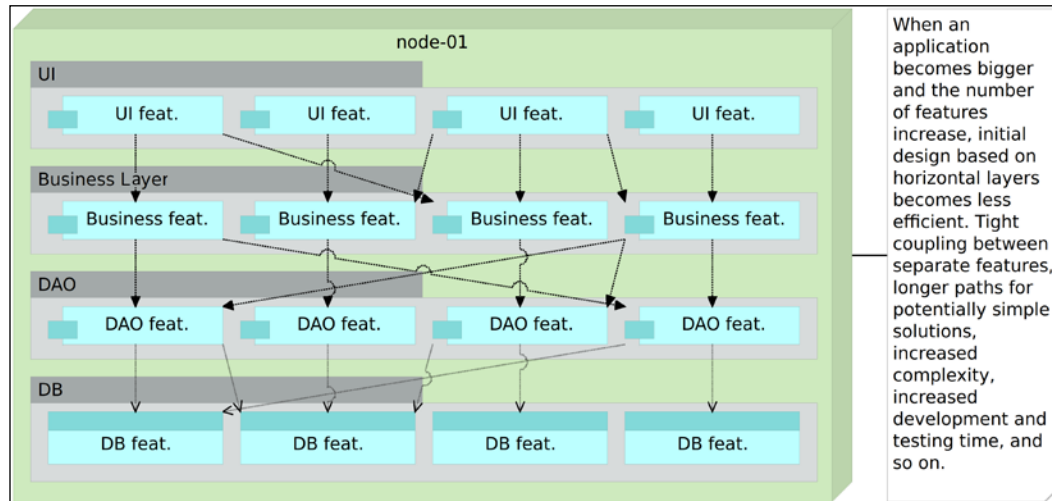 node-01
UI
UI feat.
UI feat.
UI feat.
UI feat.
Business Layer
Business feat.
Business feat.
Business feat.
Business feat.
DAO
DAO feat.
DAO feat.
DAO feat.
DAO feat.
DB
DB feat.
DB feat.
DB feat.
DB feat.
When an
application
becomes bigger
and the number
of features
increase, initial
design based on
horizontal layers
becomes less
efficient. Tight
coupling between
separate features,
longer paths for
potentially simple
solutions,
increased
complexity,
increased
development and
testing time, and
so on.